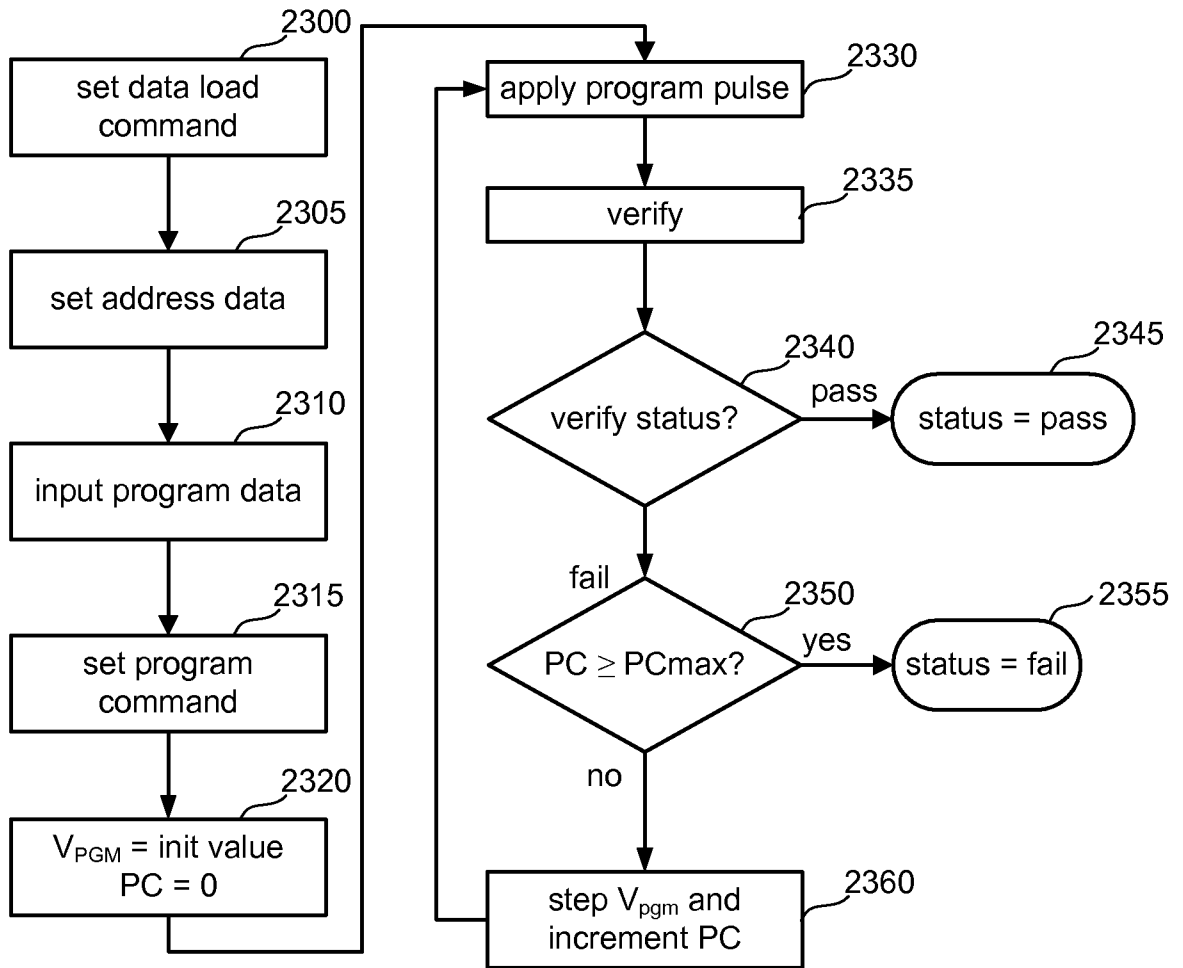 2300
set data load
command
2305
set address data
2310
input program data
2315
set program
command
2320
V_PGM = init value
PC = 0
2330
apply program pulse
2335
verify
2340
verify status?
pass
2345
status = pass
fail
2350
PC ≥ PCmax?
yes
2355
status = fail
no
2360
step V_pgm and
increment PC